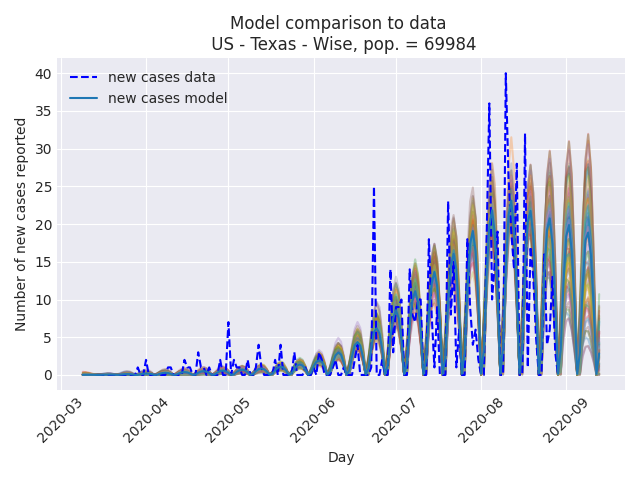 Model comparison to data
US - Texas - Wise, pop. = 69984
new cases data
new cases model
Number of new cases reported
40
35
30
25
20
15
10
5
0
2020-03
2020-04
2020-05
2020-06
2020-07
2020-08
2020-09
Day